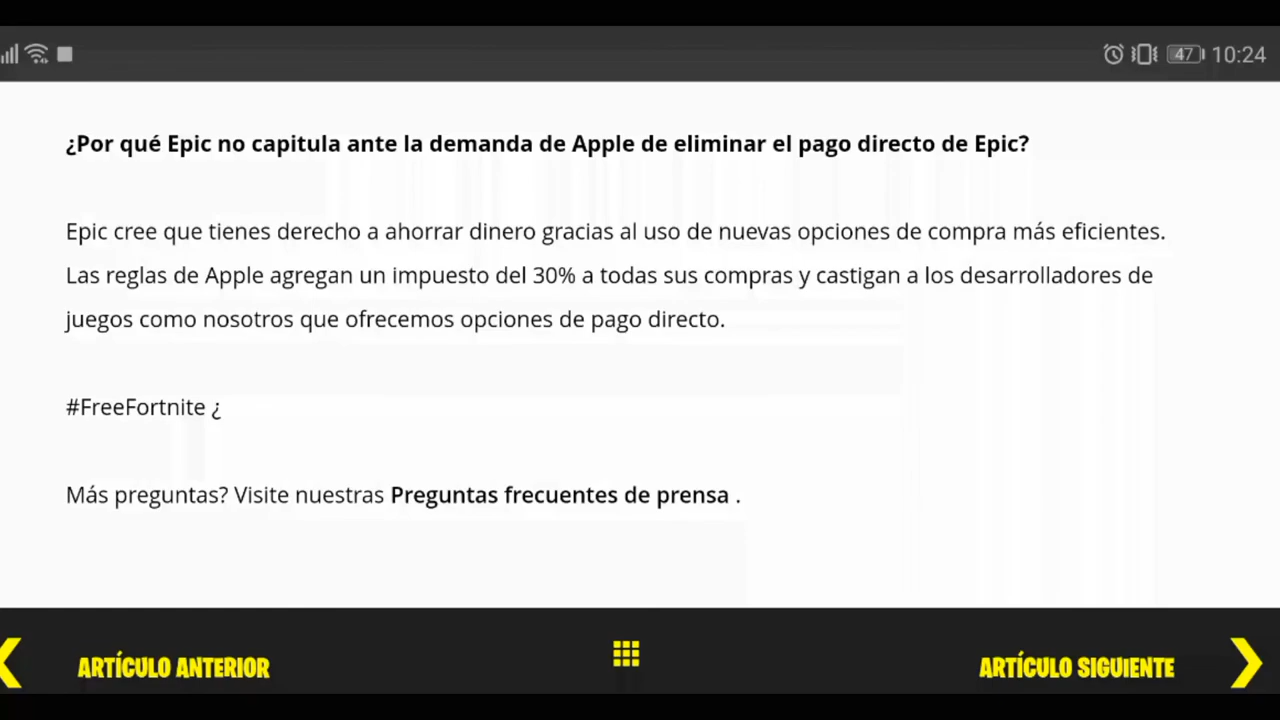 47 10:24
¿Por qué Epic no capitula ante la demanda de Apple de eliminar el pago directo de Epic?
Epic cree que tienes derecho a ahorrar dinero gracias al uso de nuevas opciones de compra más eficientes.
Las reglas de Apple agregan un impuesto del 30% a todas sus compras y castigan a los desarrolladores de
juegos como nosotros que ofrecemos opciones de pago directo.
#FreeFortnite ¿
Más preguntas? Visite nuestras Preguntas frecuentes de prensa .
ARTÍCULO ANTERIOR
ARTÍCULO SIGUIENTE